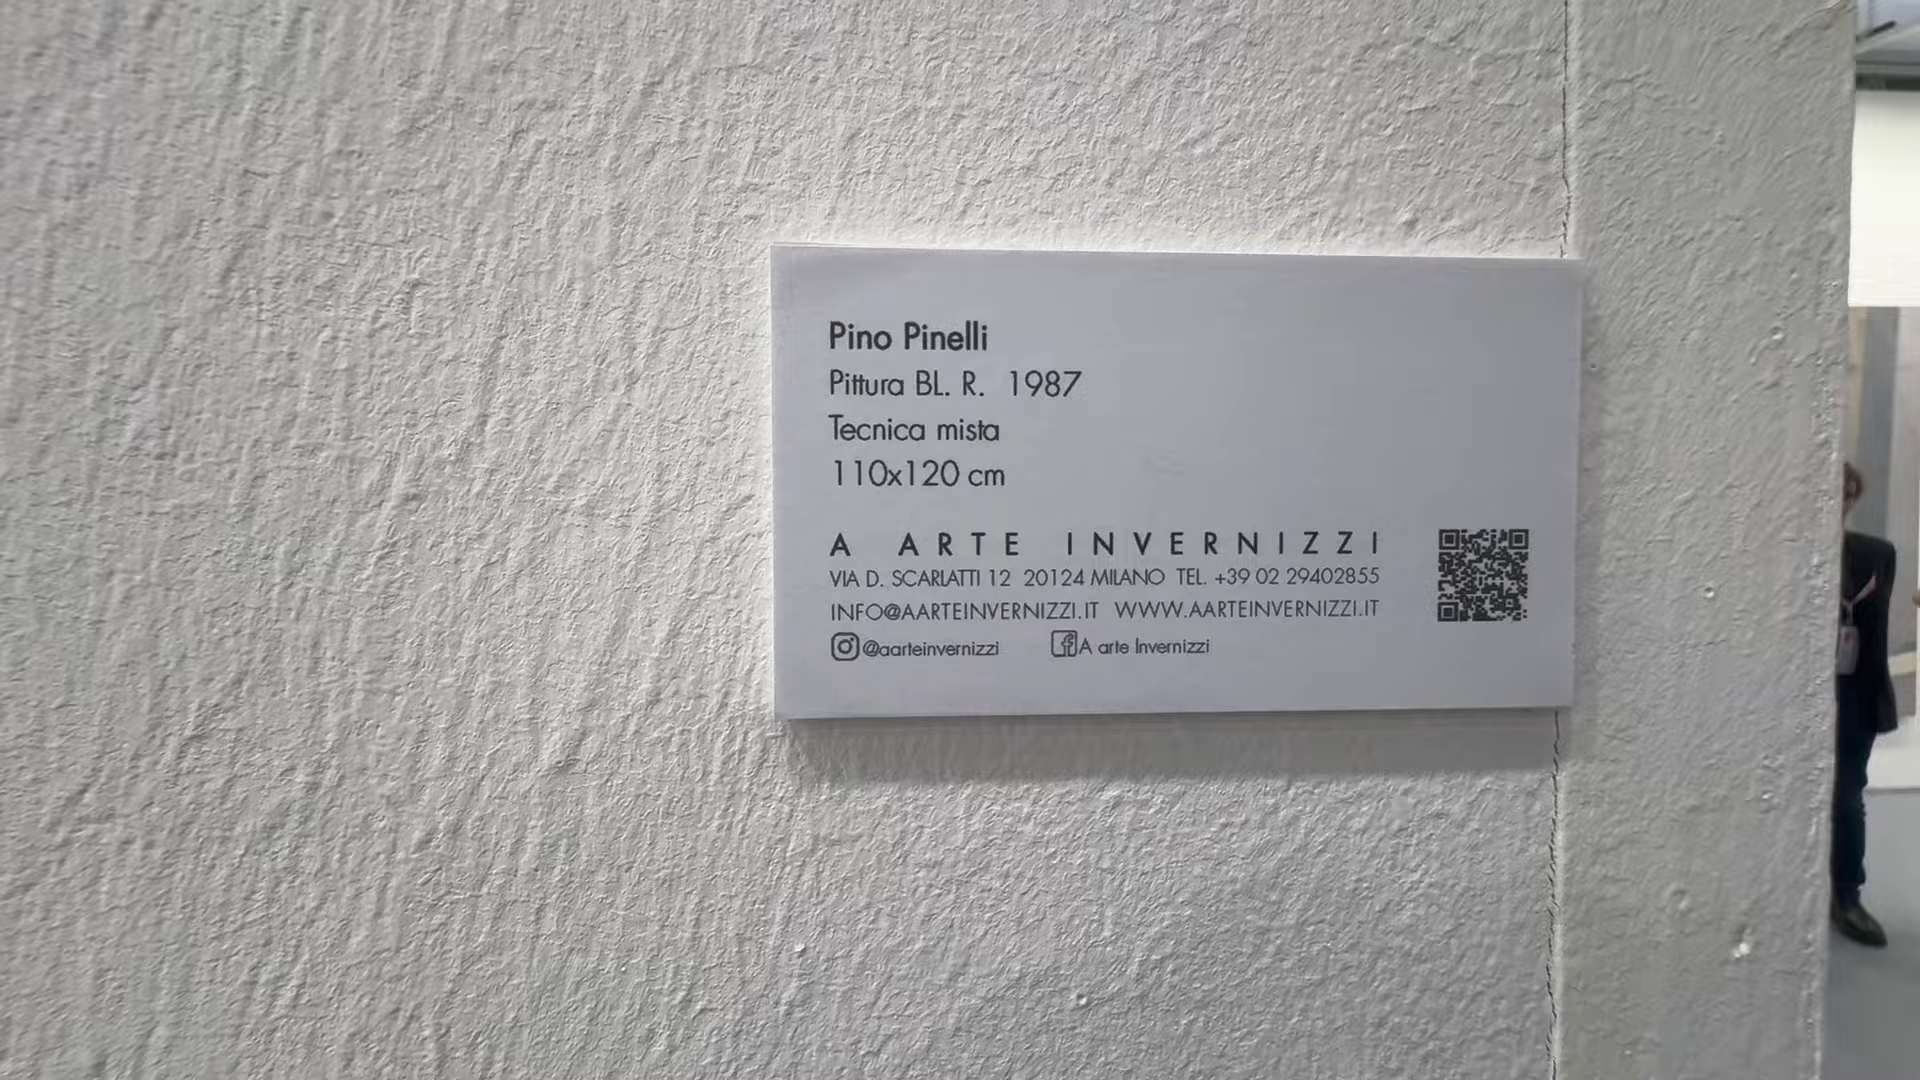 Pino Pinelli
Pittura BL. R. 1987
Tecnica mista
110x120 cm
A ARTE INVERNIZZI
VIA D. SCARLATTI 12 20124 MILANO TEL. +39 02 29402855
INFO@AARTEINVERNIZZI.IT WWW.AARTEINVERNIZZI.IT
@aarteinvernizzi A arte Invernizzi